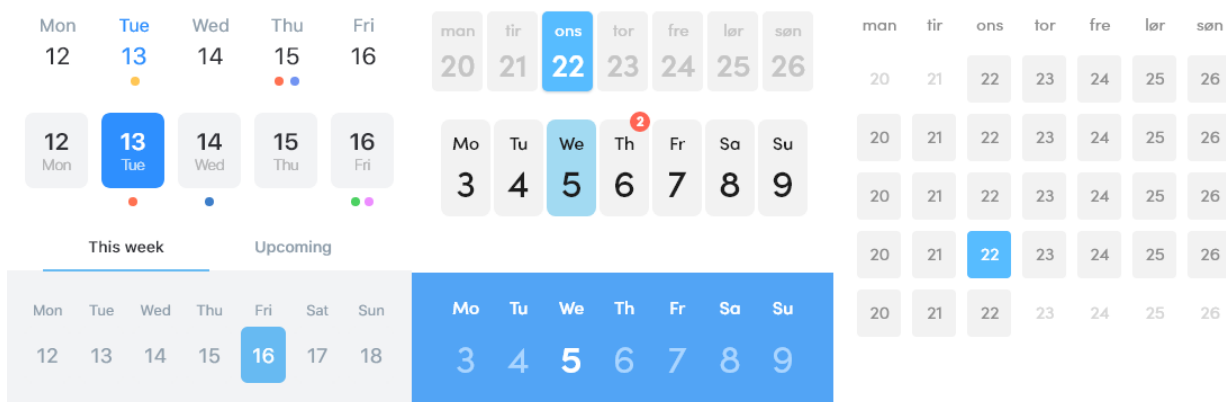 Mon Tue Wed Thu Fri
12 13 14 15 16
12 13 14 15 16
Mon Tue Wed Thu Fri
This week Upcoming
Mon Tue Wed Thu Fri Sat Sun
12 13 14 15 16 17 18
man tir ons tor fre lør søn
20 21 22 23 24 25 26
2
Mo Tu We Th Fr Sa Su
3 4 5 6 7 8 9
Mo Tu We Th Fr Sa Su
3 4 5 6 7 8 9
man tir ons tor fre lør søn
20 21 22 23 24 25 26
20 21 22 23 24 25 26
20 21 22 23 24 25 26
20 21 22 23 24 25 26
20 21 22 23 24 25 26